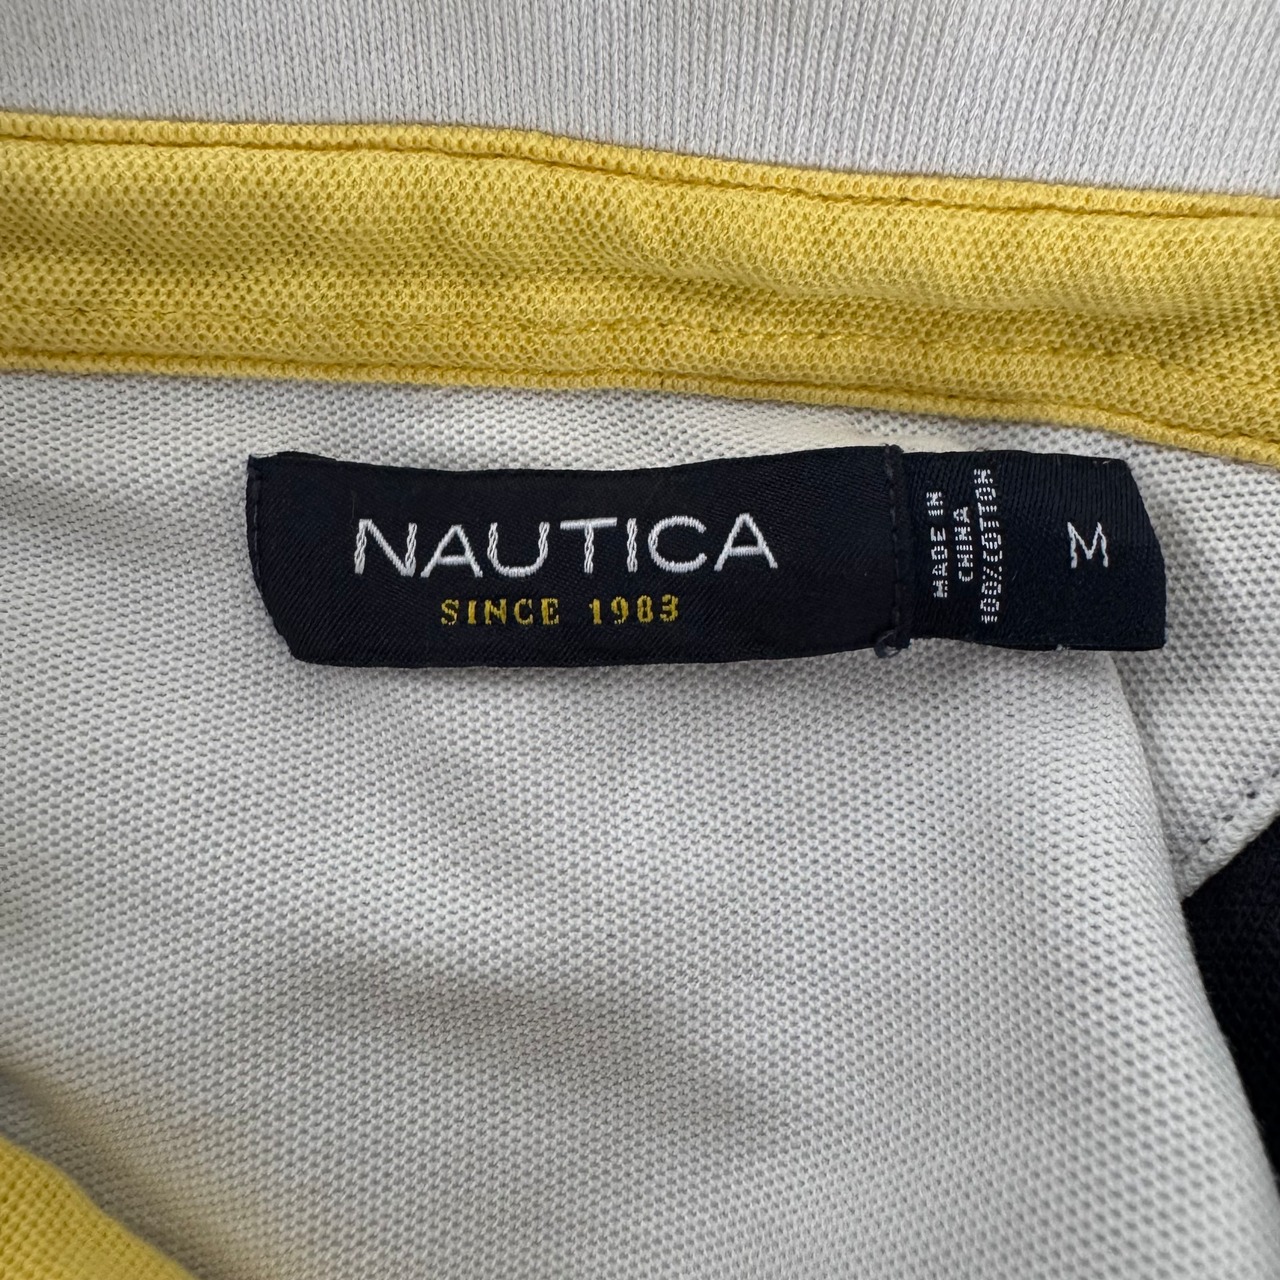 NAUTICA
SINCE 1983
MADE IN
CHINA
100% COTTON
M